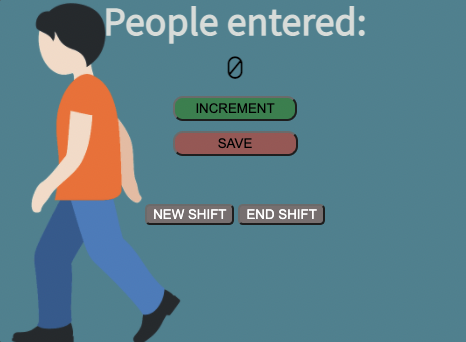 People entered:
0
INCREMENT
SAVE
NEW SHIFT END SHIFT